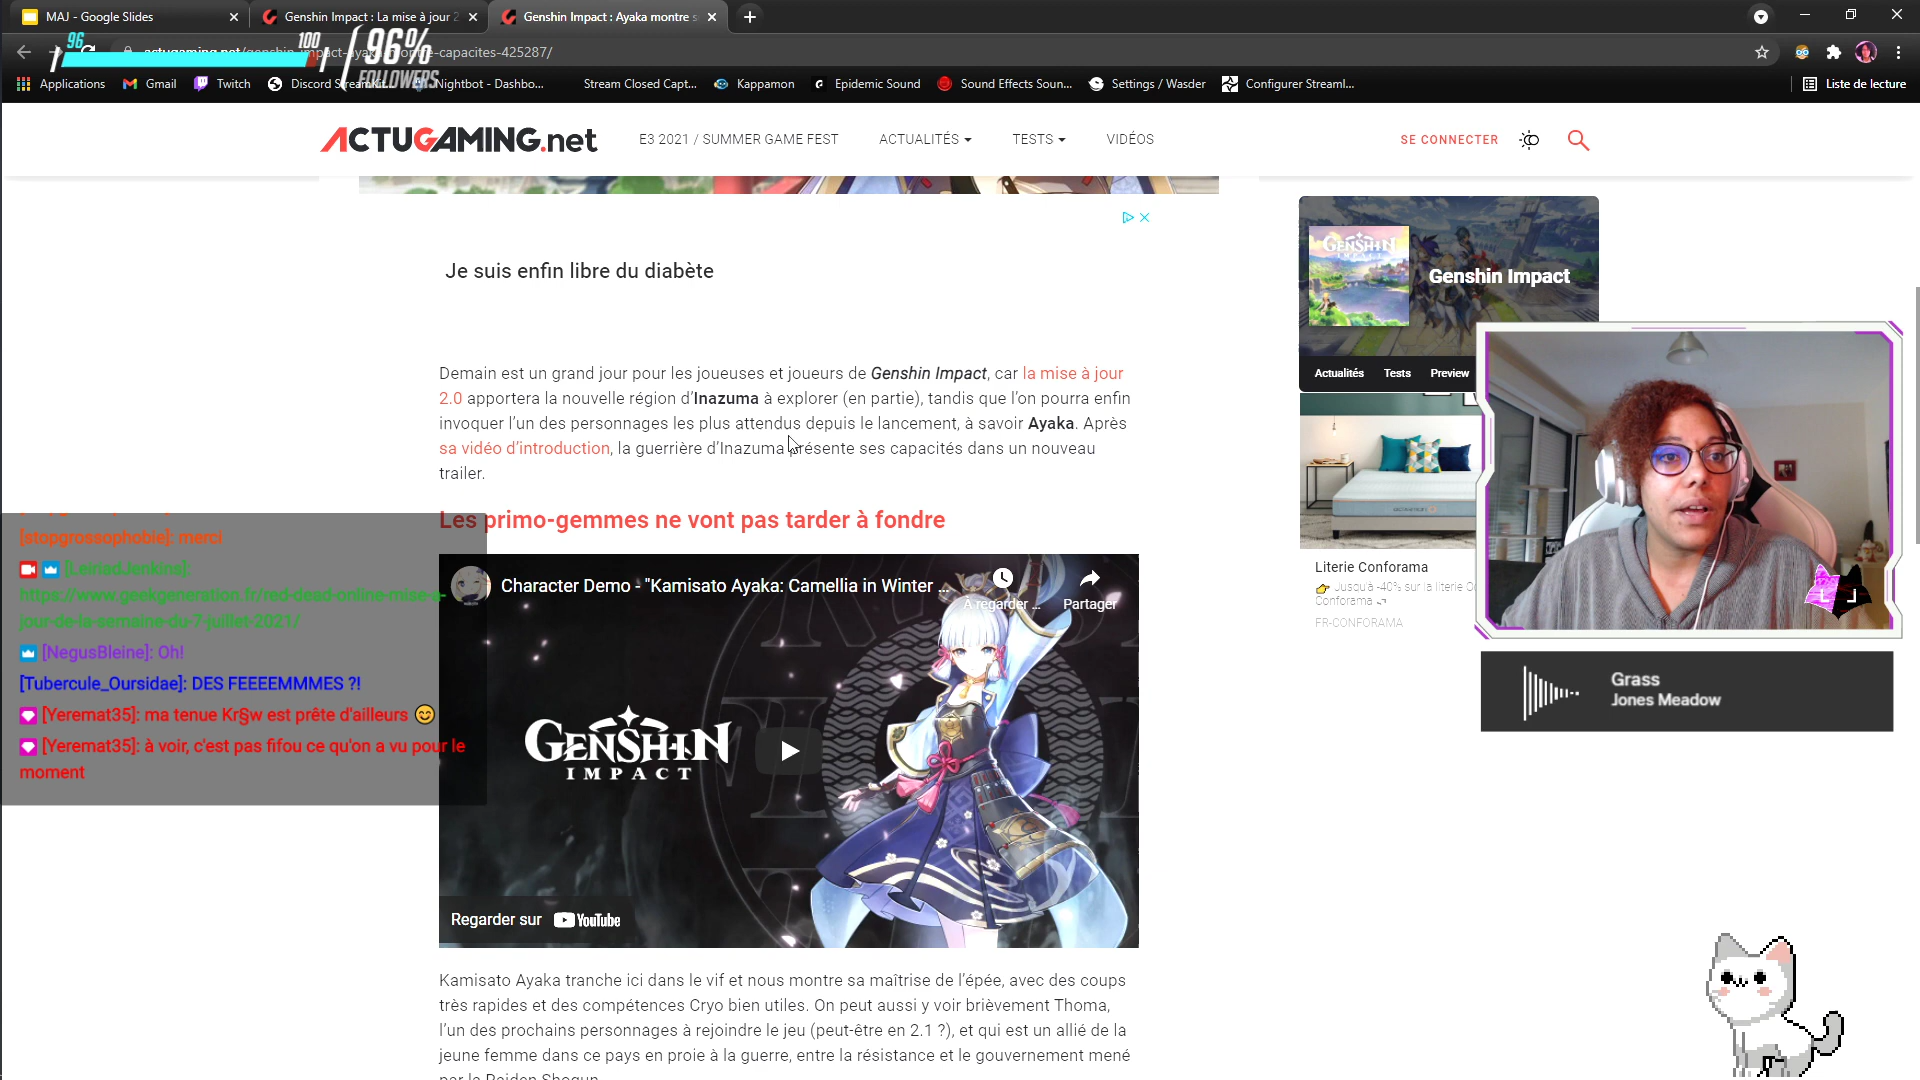 MAJ - Google Slides
Genshin Impact : La mise à jour 2
Genshin Impact : Ayaka montre s
96
100
96%
FOLLOWERS
capacites-425287/
Applications
Gmail
Twitch
Nightbot - Dashbo...
Stream Closed Capt...
Kappamon
Epidemic Sound
Sound Effects Soun...
Settings / Wasder
Configurer Streaml...
Liste de lecture
ACTUGAMING.net
E3 2021 / SUMMER GAME FEST
ACTUALITÉS
TESTS
VIDÉOS
SE CONNECTER
Je suis enfin libre du diabète
Demain est un grand jour pour les joueuses et joueurs de Genshin Impact, car la mise à jour
2.0 apportera la nouvelle région d'Inazuma à explorer (en partie), tandis que l'on pourra enfin
invoquer l'un des personnages les plus attendus depuis le lancement, à savoir Ayaka. Après
sa vidéo d'introduction, la guerrière d'Inazuma présente ses capacités dans un nouveau
trailer.
Les primo-gemmes ne vont pas tarder à fondre
Character Demo - "Kamisato Ayaka: Camellia in Winter ...
À regarder ...
Partager
GENSHIN
IMPACT
Regarder sur YouTube
Kamisato Ayaka tranche ici dans le vif et nous montre sa maîtrise de l'épée, avec des coups
très rapides et des compétences Cryo bien utiles. On peut aussi y voir brièvement Thoma,
l'un des prochains personnages à rejoindre le jeu (peut-être en 2.1 ?), et qui est un allié de la
jeune femme dans ce pays en proie à la guerre, entre la résistance et le gouvernement mené
par la Raiden Shogun
[stopgrossophobie]: merci
[LeiriadJenkins]:
https://www.geekgeneration.fr/red-dead-online-mise-a-
jour-de-la-semaine-du-7-juillet-2021/
[NegusBleine]: Oh!
[Tubercule_Oursidae]: DES FEEEEMMMES ?!
[Yeremat35]: ma tenue Kr§w est prête d'ailleurs
[Yeremat35]: à voir, c'est pas fifou ce qu'on a vu pour le
moment
GENSHIN
Genshin Impact
Actualités
Tests
Preview
Literie Conforama
Jusqu'à -40% sur la literie Co
Conforama
FR-CONFORAMA
L J
Grass
Jones Meadow